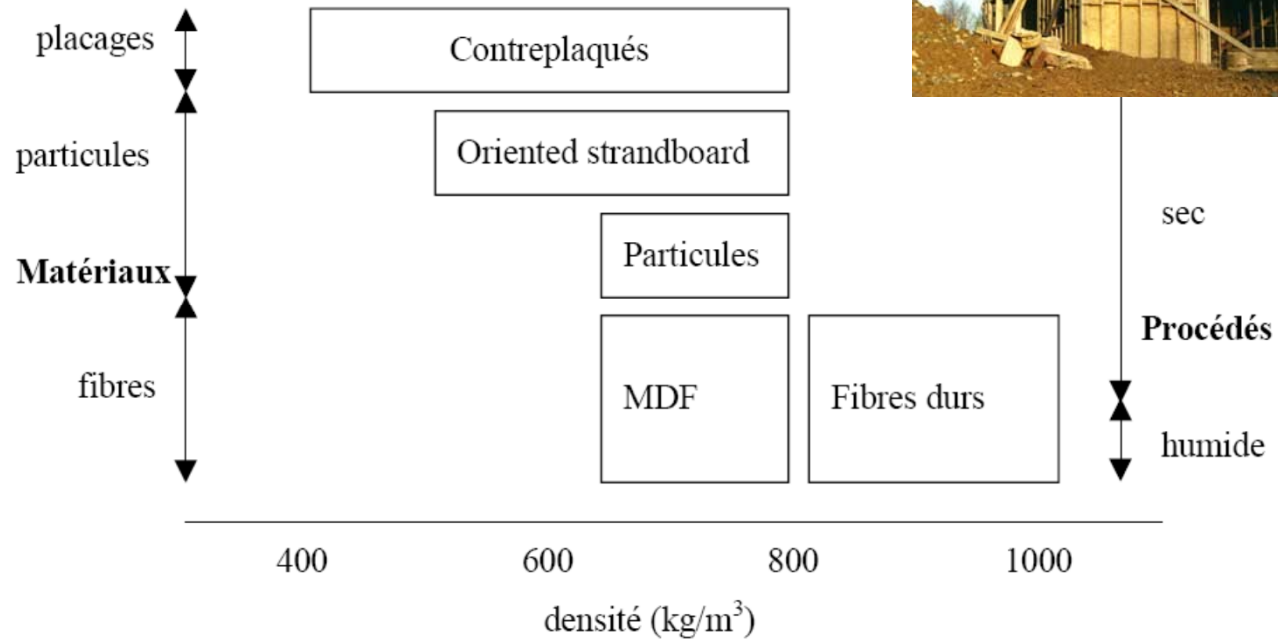 placages
Contreplaqués
particules
Oriented strandboard
sec
Particules
Matériaux
Procédés
fibres
MDF
Fibres durs
humide
400 600 800 1000
densité (kg/m³)